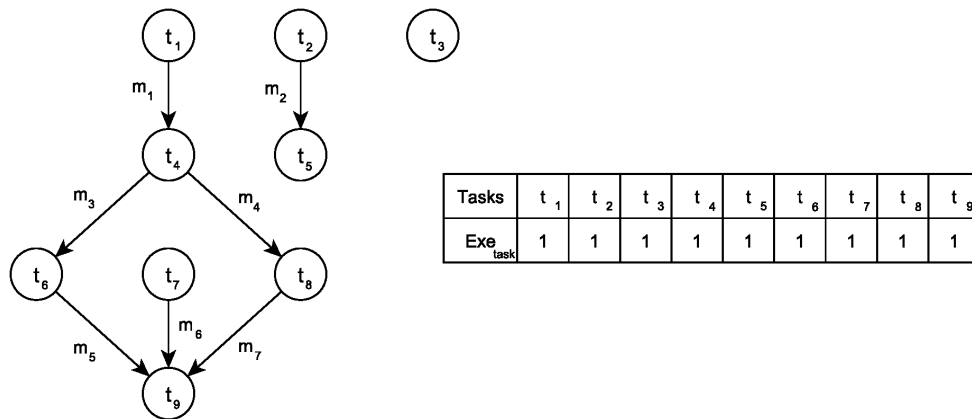 t1 t2 t3
m1 m2
t4 t5
m3 m4
Tasks t1 t2 t3 t4 t5 t6 t7 t8 t9
Exetask 1 1 1 1 1 1 1 1 1
t6 t7 t8
m5 m6 m7
t9